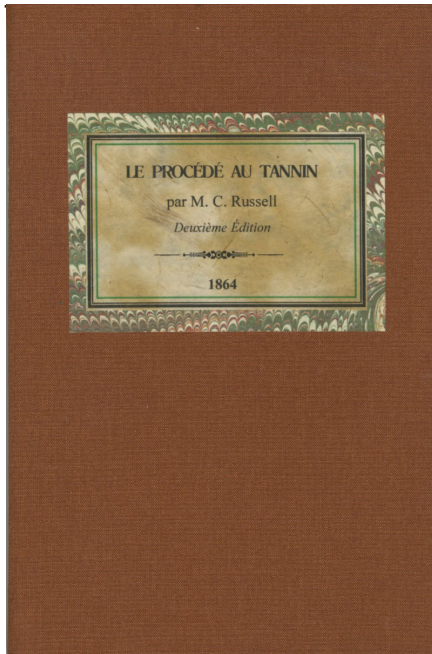 LE PROCÉDÉ AU TANNIN
par M. C. Russell
Deuxième Édition
1864